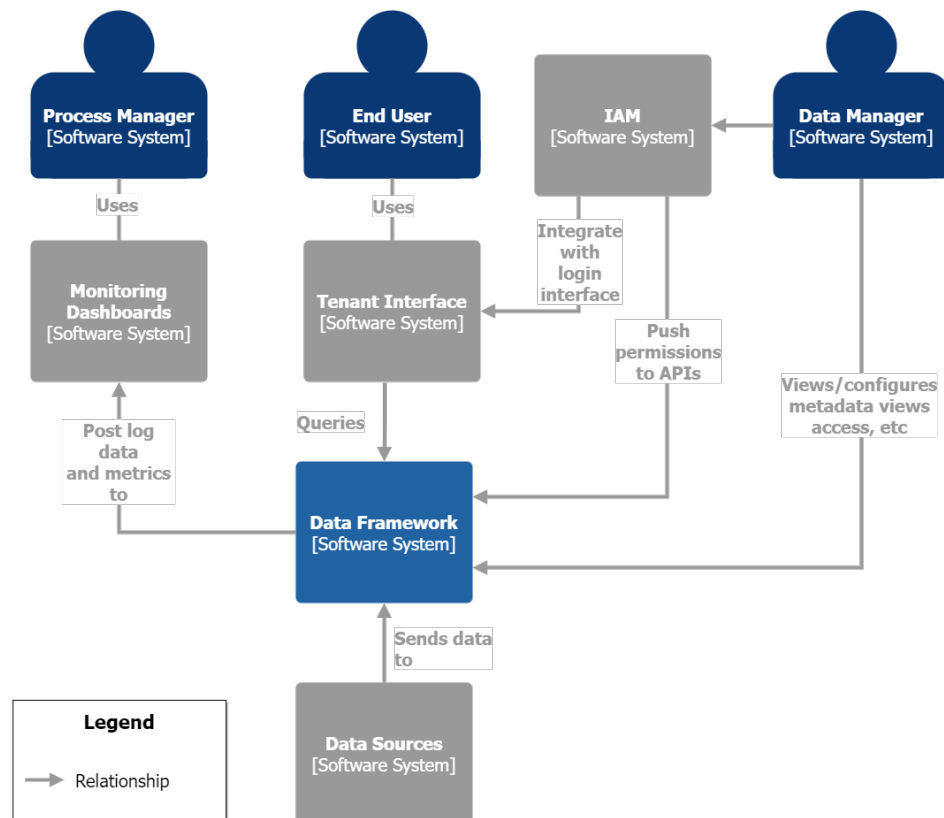 Process Manager
[Software System]
End User
[Software System]
IAM
[Software System]
Data Manager
[Software System]
Uses
Uses
Integrate
with
login
interface
Monitoring
Dashboards
[Software System]
Tenant Interface
[Software System]
Push
permissions
to APIs
Views/configures
metadata views
access, etc
Post log
data
and metrics
to
Queries
Data Framework
[Software System]
Sends data
to
Data Sources
[Software System]
Legend
Relationship